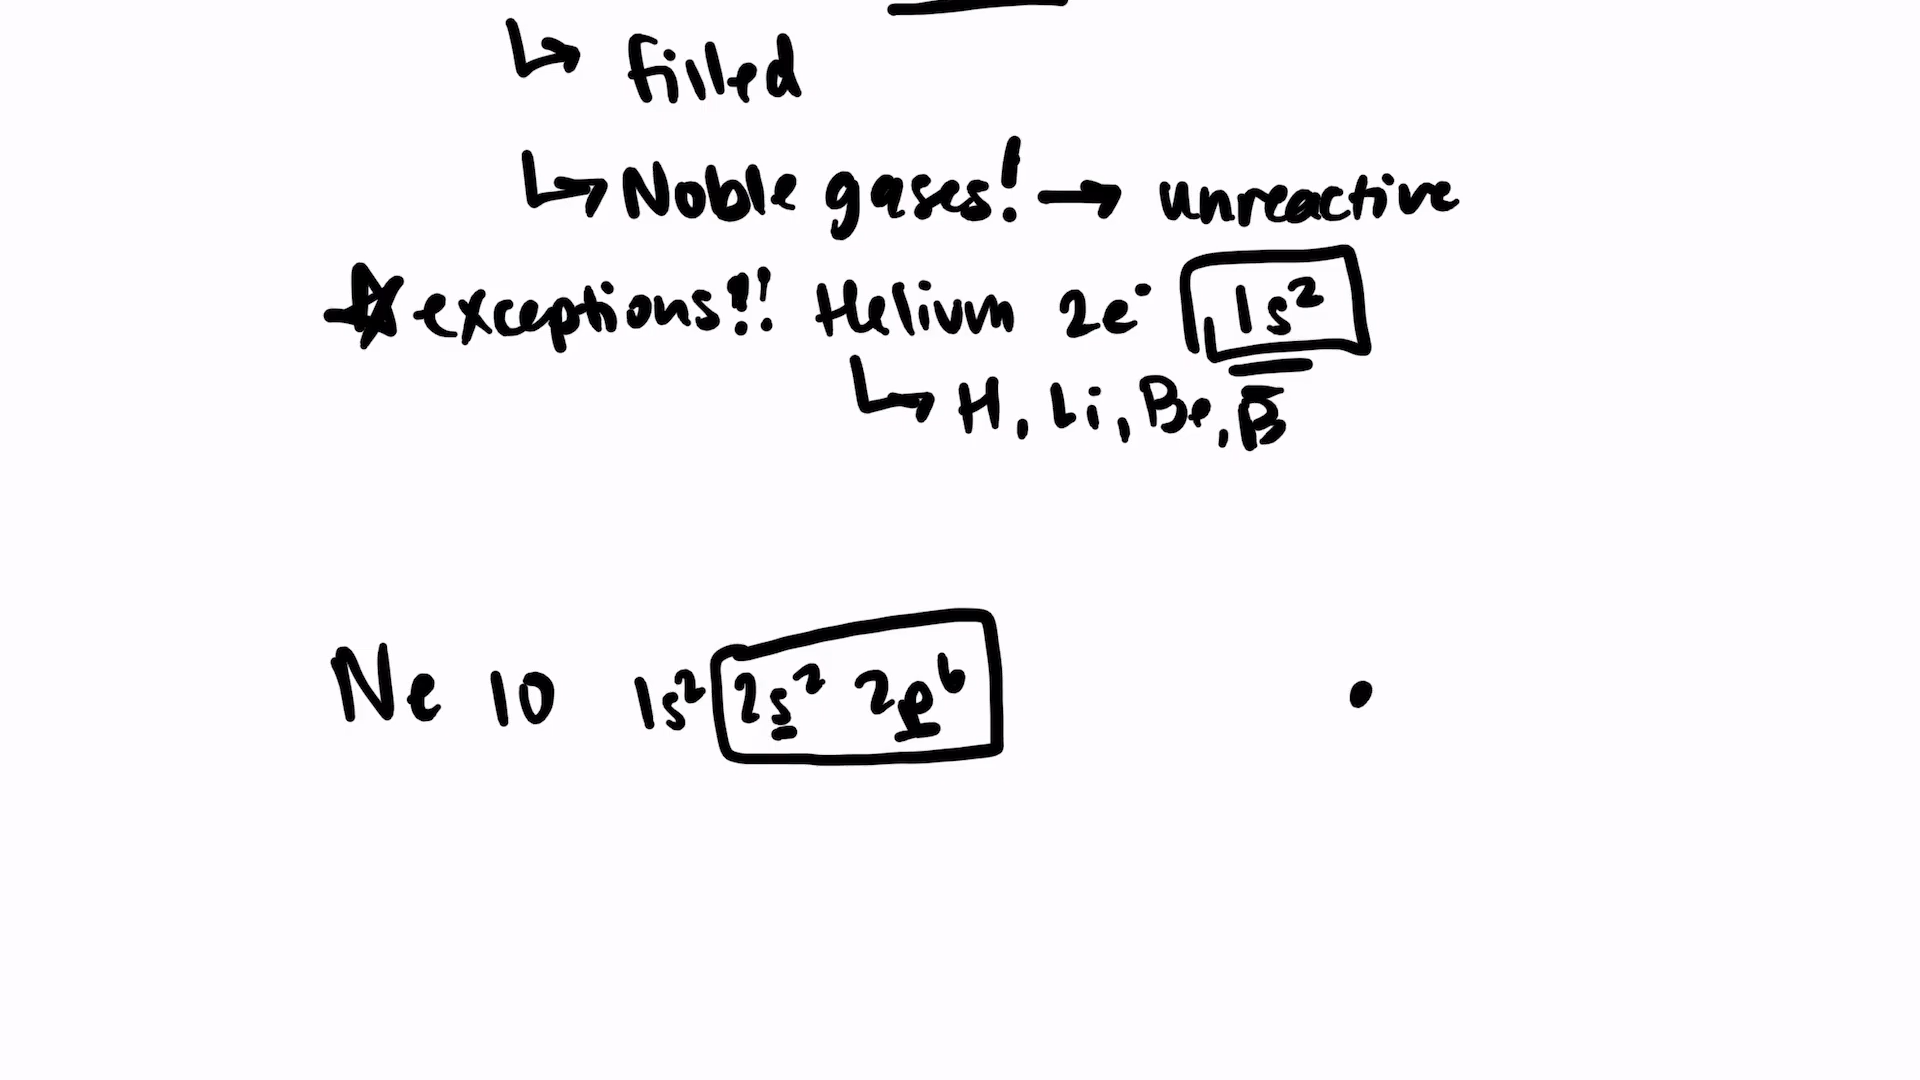 ↳ filled
↳ Noble gases! → unreactive
☆ exceptions!! Helium 2e⁻ 1s²
↳ H, Li, Be, B
Ne 10 1s² 2s² 2p⁶